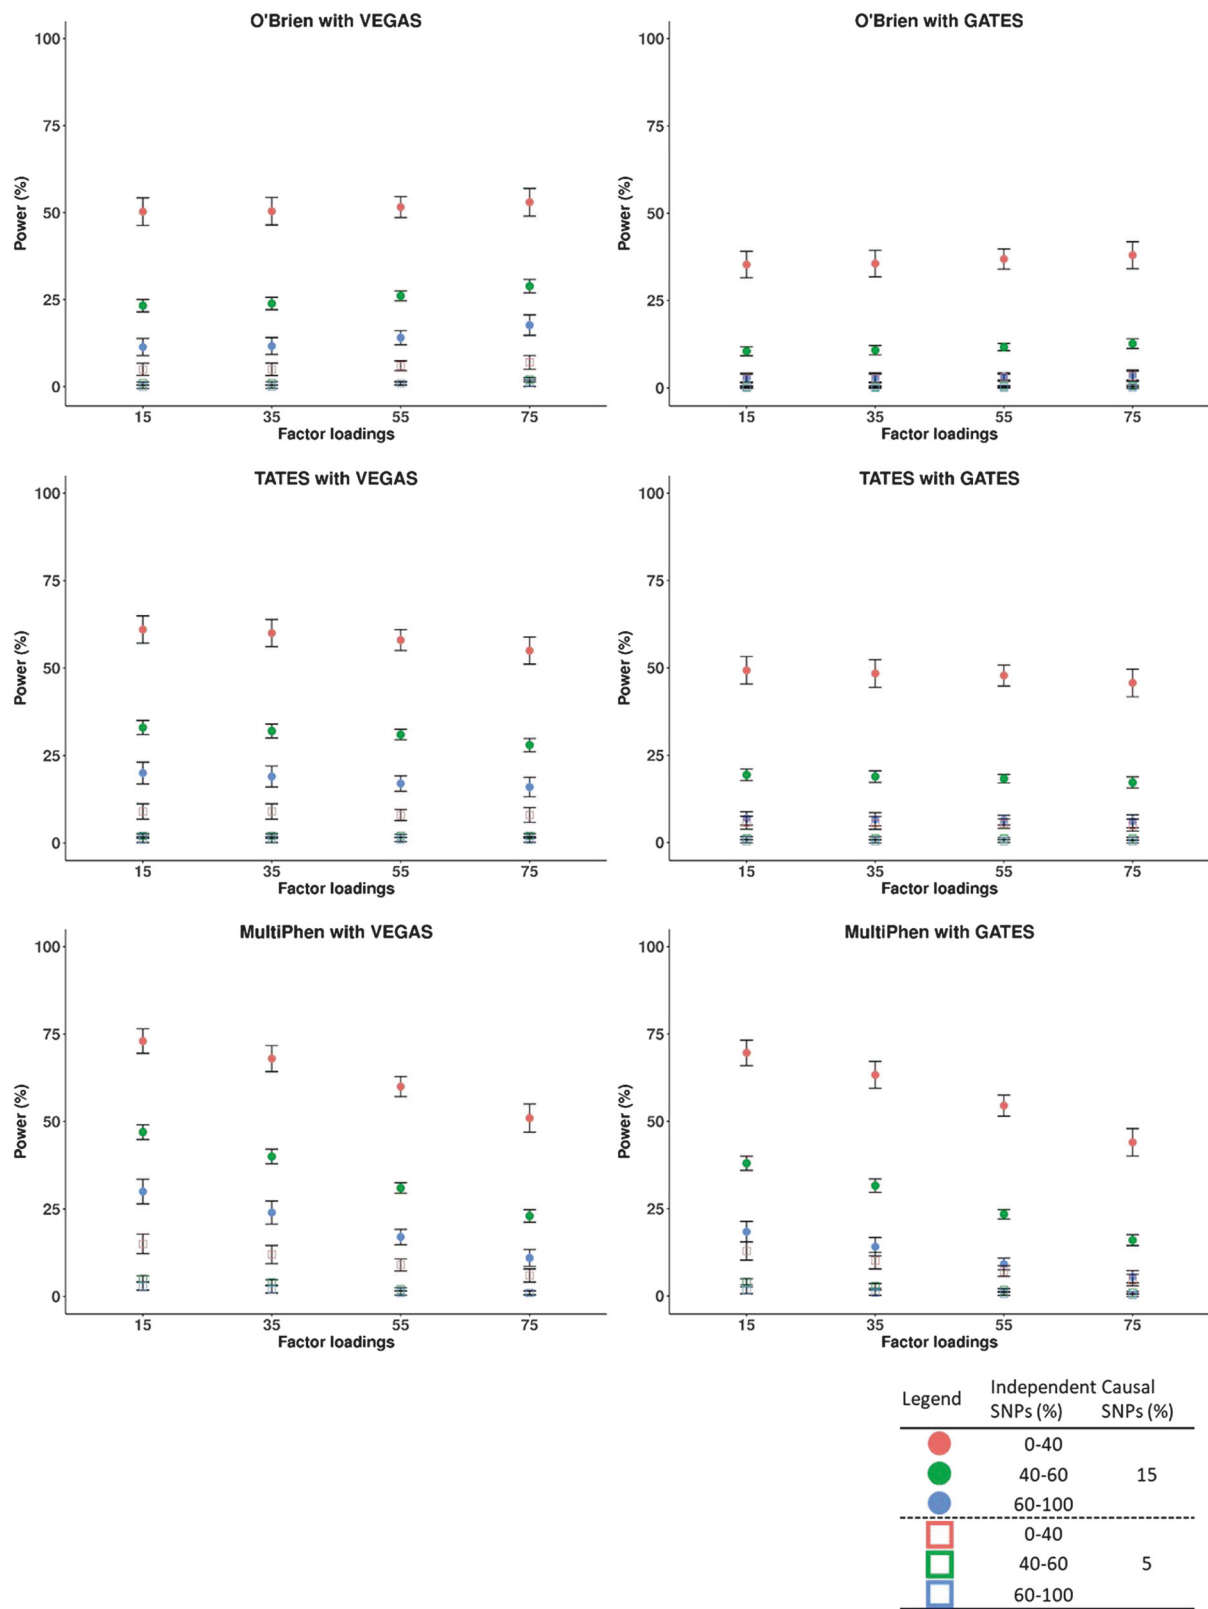 O'Brien with VEGAS
100
75
50
25
0
Power (%)
15 35 55 75
Factor loadings
O'Brien with GATES
100
75
50
25
0
Power (%)
15 35 55 75
Factor loadings
TATES with VEGAS
100
75
50
25
0
Power (%)
15 35 55 75
Factor loadings
TATES with GATES
100
75
50
25
0
Power (%)
15 35 55 75
Factor loadings
MultiPhen with VEGAS
100
75
50
25
0
Power (%)
15 35 55 75
Factor loadings
MultiPhen with GATES
100
75
50
25
0
Power (%)
15 35 55 75
Factor loadings
Legend
Independent Causal
SNPs (%) SNPs (%)
0-40
40-60 15
60-100
0-40
40-60 5
60-100